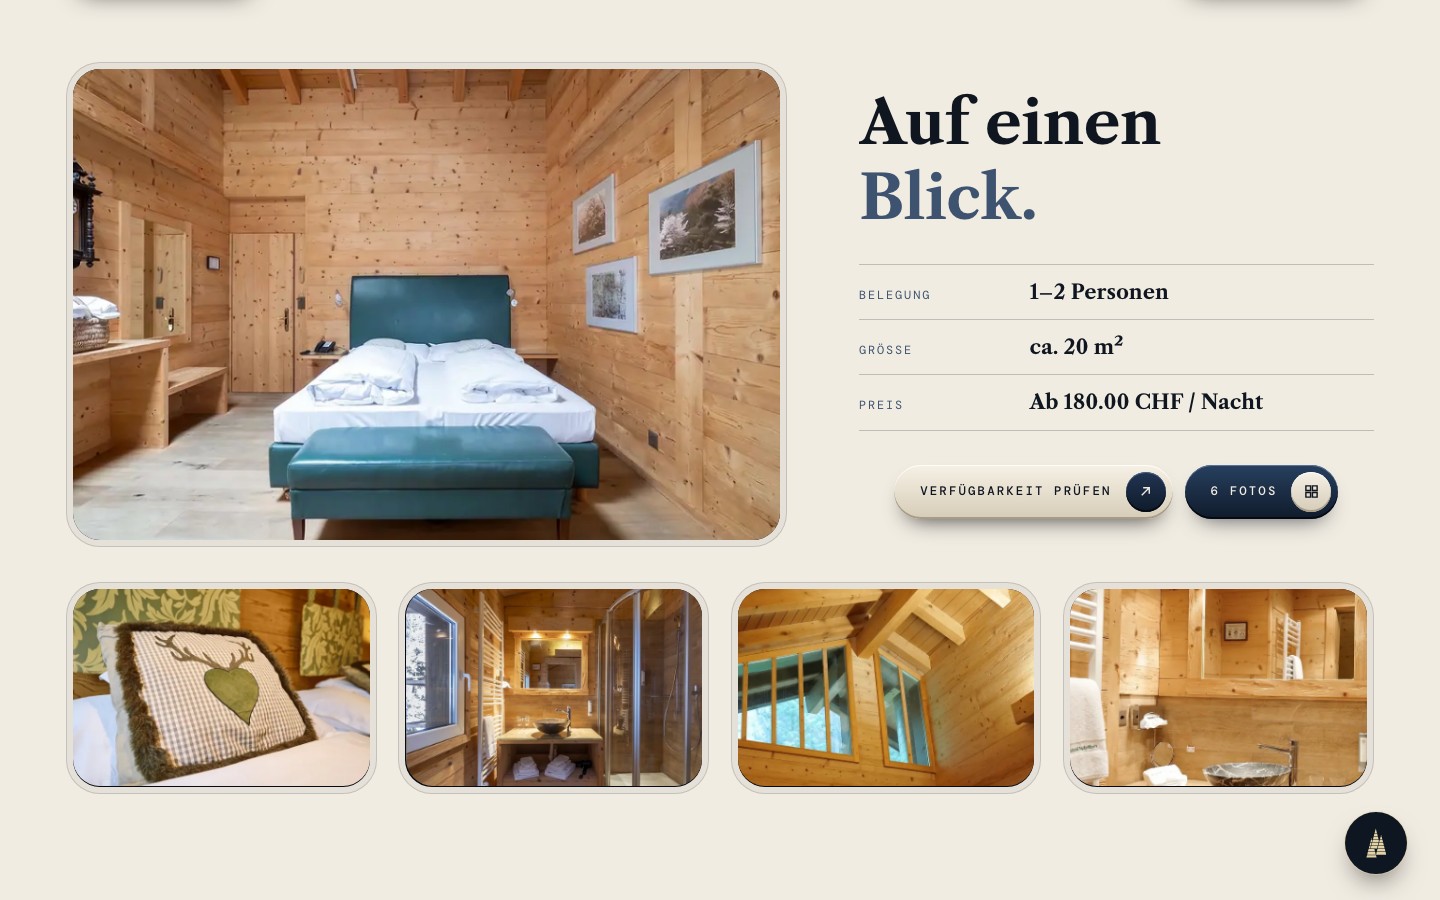 Auf einen
Blick.
BELEGUNG 1–2 Personen
GRÖSSE ca. 20 m²
PREIS Ab 180.00 CHF / Nacht
VERFÜGBARKEIT PRÜFEN
6 FOTOS